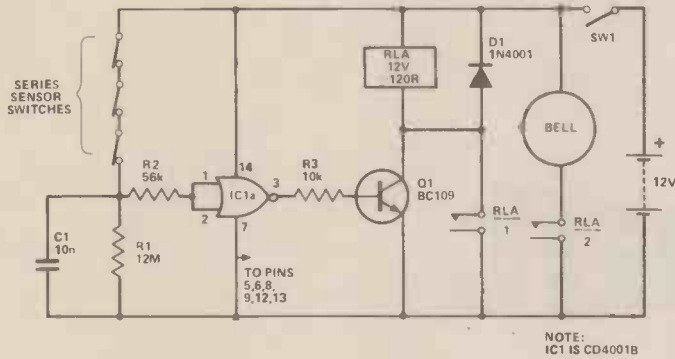 SERIES
SENSOR
SWITCHES
R2
56k
C1
10n
R1
12M
1
2
14
IC1a
3
7
TO PINS
5,6,8,
9,12,13
R3
10k
RLA
12V
120R
D1
1N4001
Q1
BC109
RLA
1
BELL
RLA
2
SW1
+
12V
NOTE:
IC1 IS CD4001B